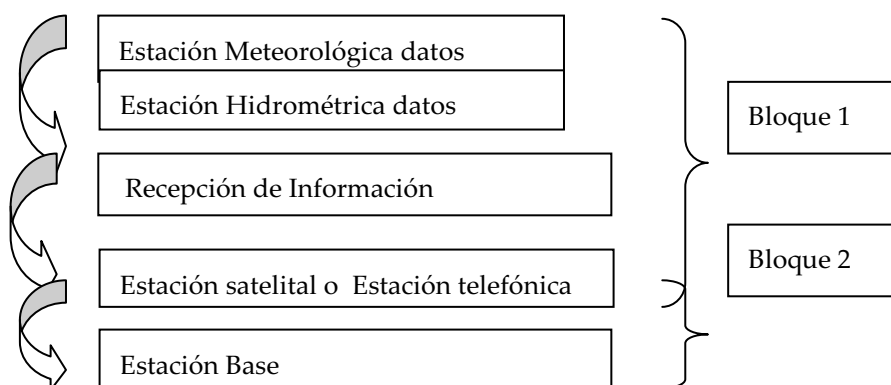 Estación Meteorológica datos
Estación Hidrométrica datos
Bloque 1
Recepción de Información
Bloque 2
Estación satelital o Estación telefónica
Estación Base